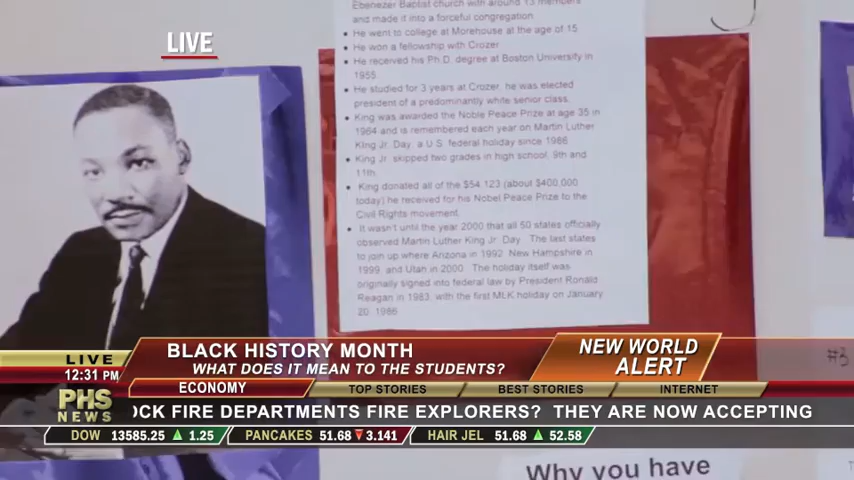 Ebenezer Baptist church with around 13 members
and made it into a forceful congregation
He went to college at Morehouse at the age of 15
He won a fellowship with Crozer
He received his Ph.D. degree at Boston University in
1955.
He studied for 3 years at Crozer, he was elected
president of a predominantly white senior class.
King was awarded the Noble Peace Prize at age 35 in
1964 and is remembered each year on Martin Luther
King Jr. Day, a U.S. federal holiday since 1986
King Jr. skipped two grades in high school, 9th and
11th
King donated all of the $54,123 (about $400,000
today) he received for his Nobel Peace Prize to the
Civil Rights movement.
It wasn't until the year 2000 that all 50 states officially
observed Martin Luther King Jr. Day. The last states
to join up where Arizona in 1992, New Hampshire in
1999, and Utah in 2000. The holiday itself was
originally signed into federal law by President Ronald
Reagan in 1983, with the first MLK holiday on January
20, 1986
LIVE
#3
BLACK HISTORY MONTH
WHAT DOES IT MEAN TO THE STUDENTS?
NEW WORLD
ALERT
LIVE
12:31 PM
ECONOMY TOP STORIES BEST STORIES INTERNET
PHS
NEWS
OCK FIRE DEPARTMENTS FIRE EXPLORERS? THEY ARE NOW ACCEPTING
DOW 13585.25 ▲ 1.25 PANCAKES 51.68 ▼ 3.141 HAIR JEL 51.68 ▲ 52.58
Why you have